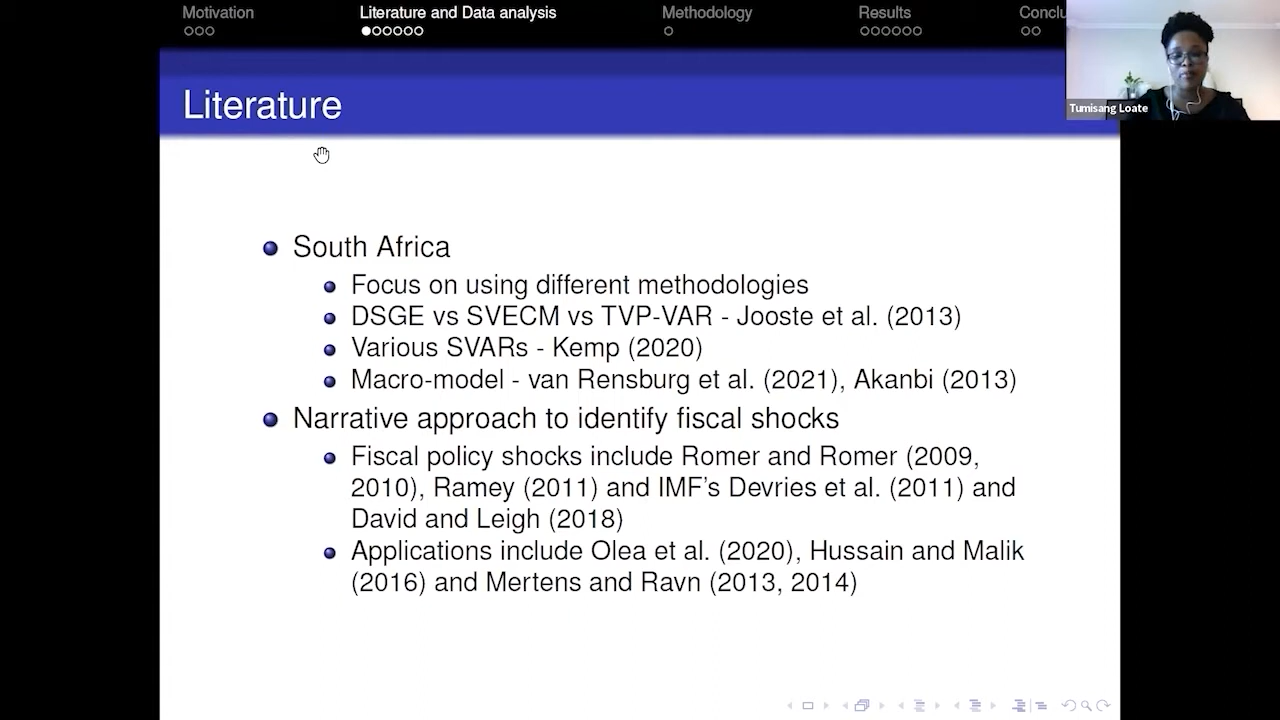 Motivation
Literature and Data analysis
Methodology
Results
Conclu
Tumisang Loate
Literature
South Africa
Focus on using different methodologies
DSGE vs SVECM vs TVP-VAR - Jooste et al. (2013)
Various SVARs - Kemp (2020)
Macro-model - van Rensburg et al. (2021), Akanbi (2013)
Narrative approach to identify fiscal shocks
Fiscal policy shocks include Romer and Romer (2009,
2010), Ramey (2011) and IMF's Devries et al. (2011) and
David and Leigh (2018)
Applications include Olea et al. (2020), Hussain and Malik
(2016) and Mertens and Ravn (2013, 2014)